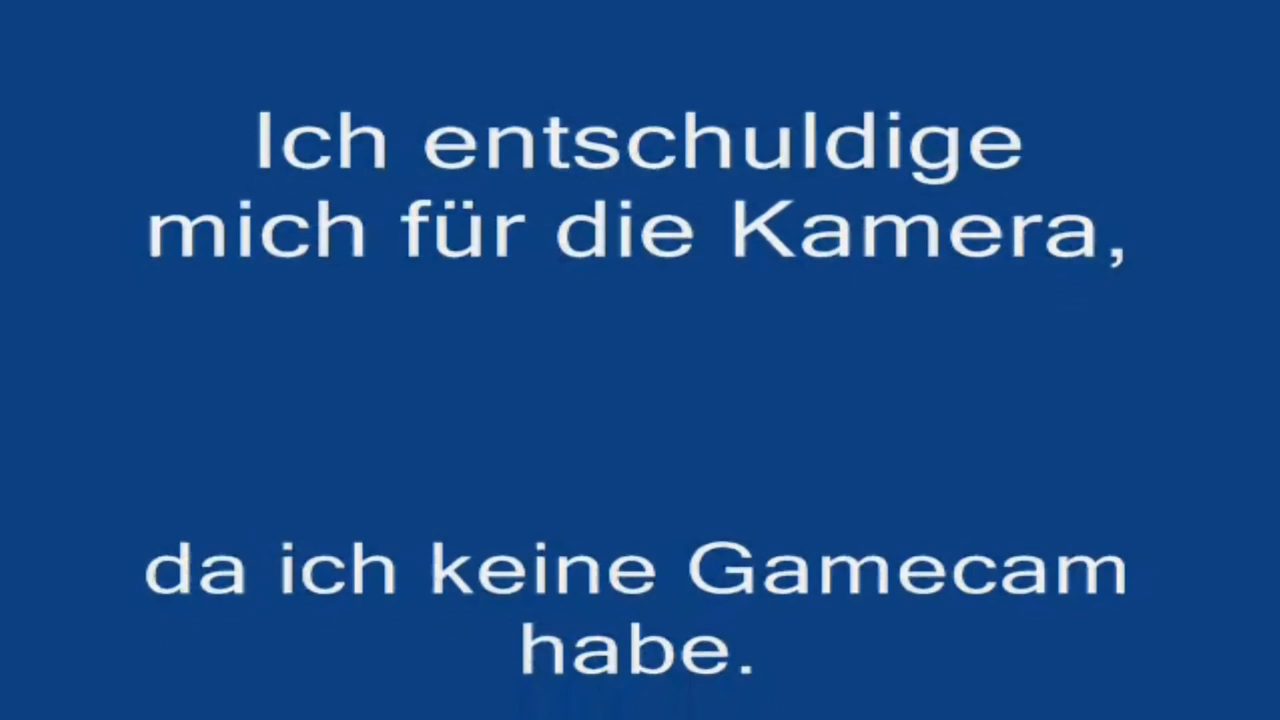 Ich entschuldige
mich für die Kamera,
da ich keine Gamecam
habe.